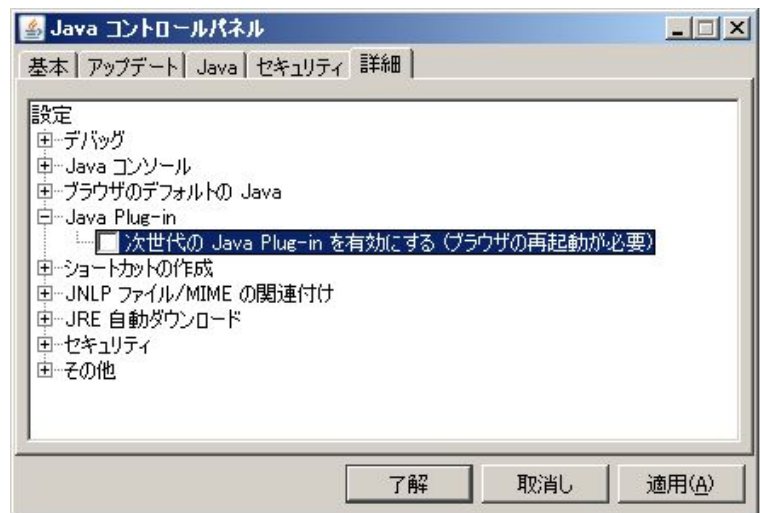 Java コントロールパネル
基本 アップデート Java セキュリティ 詳細
設定
デバッグ
Java コンソール
ブラウザのデフォルトの Java
Java Plug-in
次世代の Java Plug-in を有効にする (ブラウザの再起動が必要)
ショートカットの作成
JNLP ファイル/MIME の関連付け
JRE 自動ダウンロード
セキュリティ
その他
了解 取消し 適用(A)